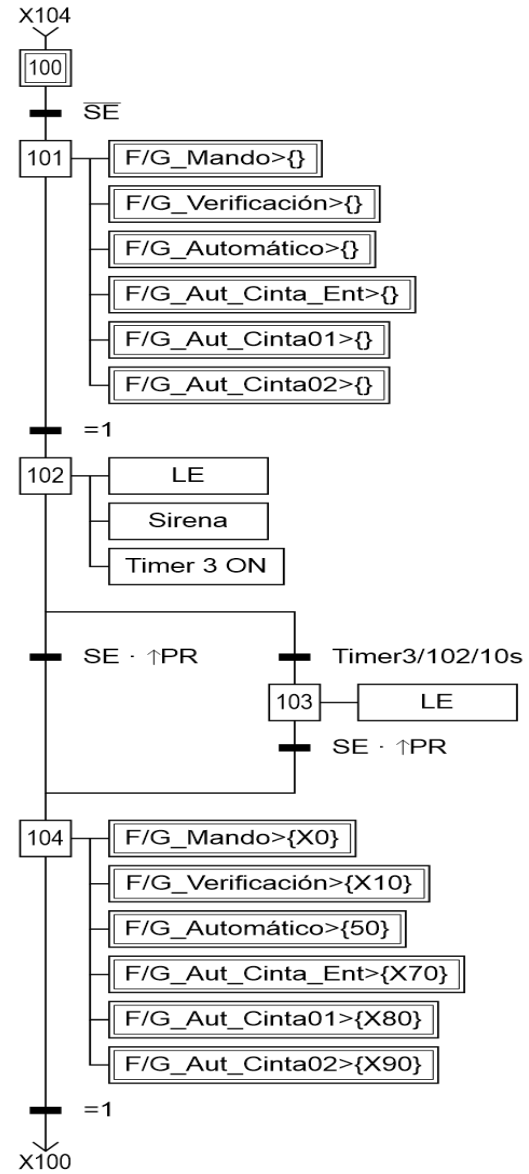 X104
100
S̅E̅
101
F/G_Mando>{}
F/G_Verificación>{}
F/G_Automático>{}
F/G_Aut_Cinta_Ent>{}
F/G_Aut_Cinta01>{}
F/G_Aut_Cinta02>{}
=1
102
LE
Sirena
Timer 3 ON
SE · ↑PR
Timer3/102/10s
103
LE
SE · ↑PR
104
F/G_Mando>{X0}
F/G_Verificación>{X10}
F/G_Automático>{50}
F/G_Aut_Cinta_Ent>{X70}
F/G_Aut_Cinta01>{X80}
F/G_Aut_Cinta02>{X90}
=1
X100